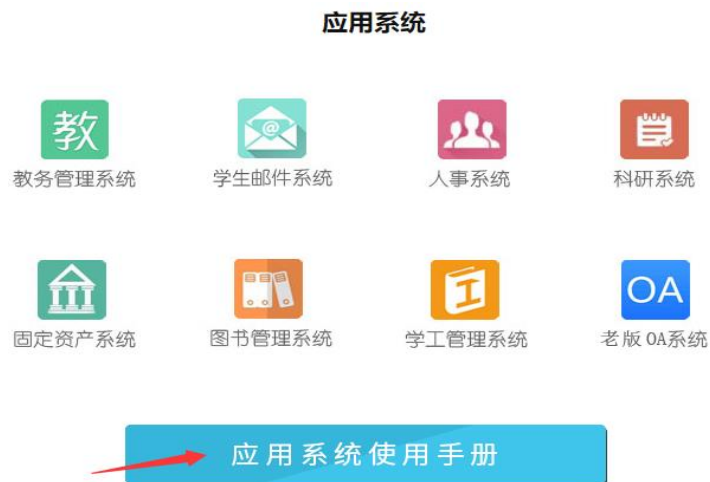 应用系统
教
@
教务管理系统 学生邮件系统 人事系统 科研系统
工
OA
固定资产系统 图书管理系统 学工管理系统 老版OA系统
应用系统使用手册